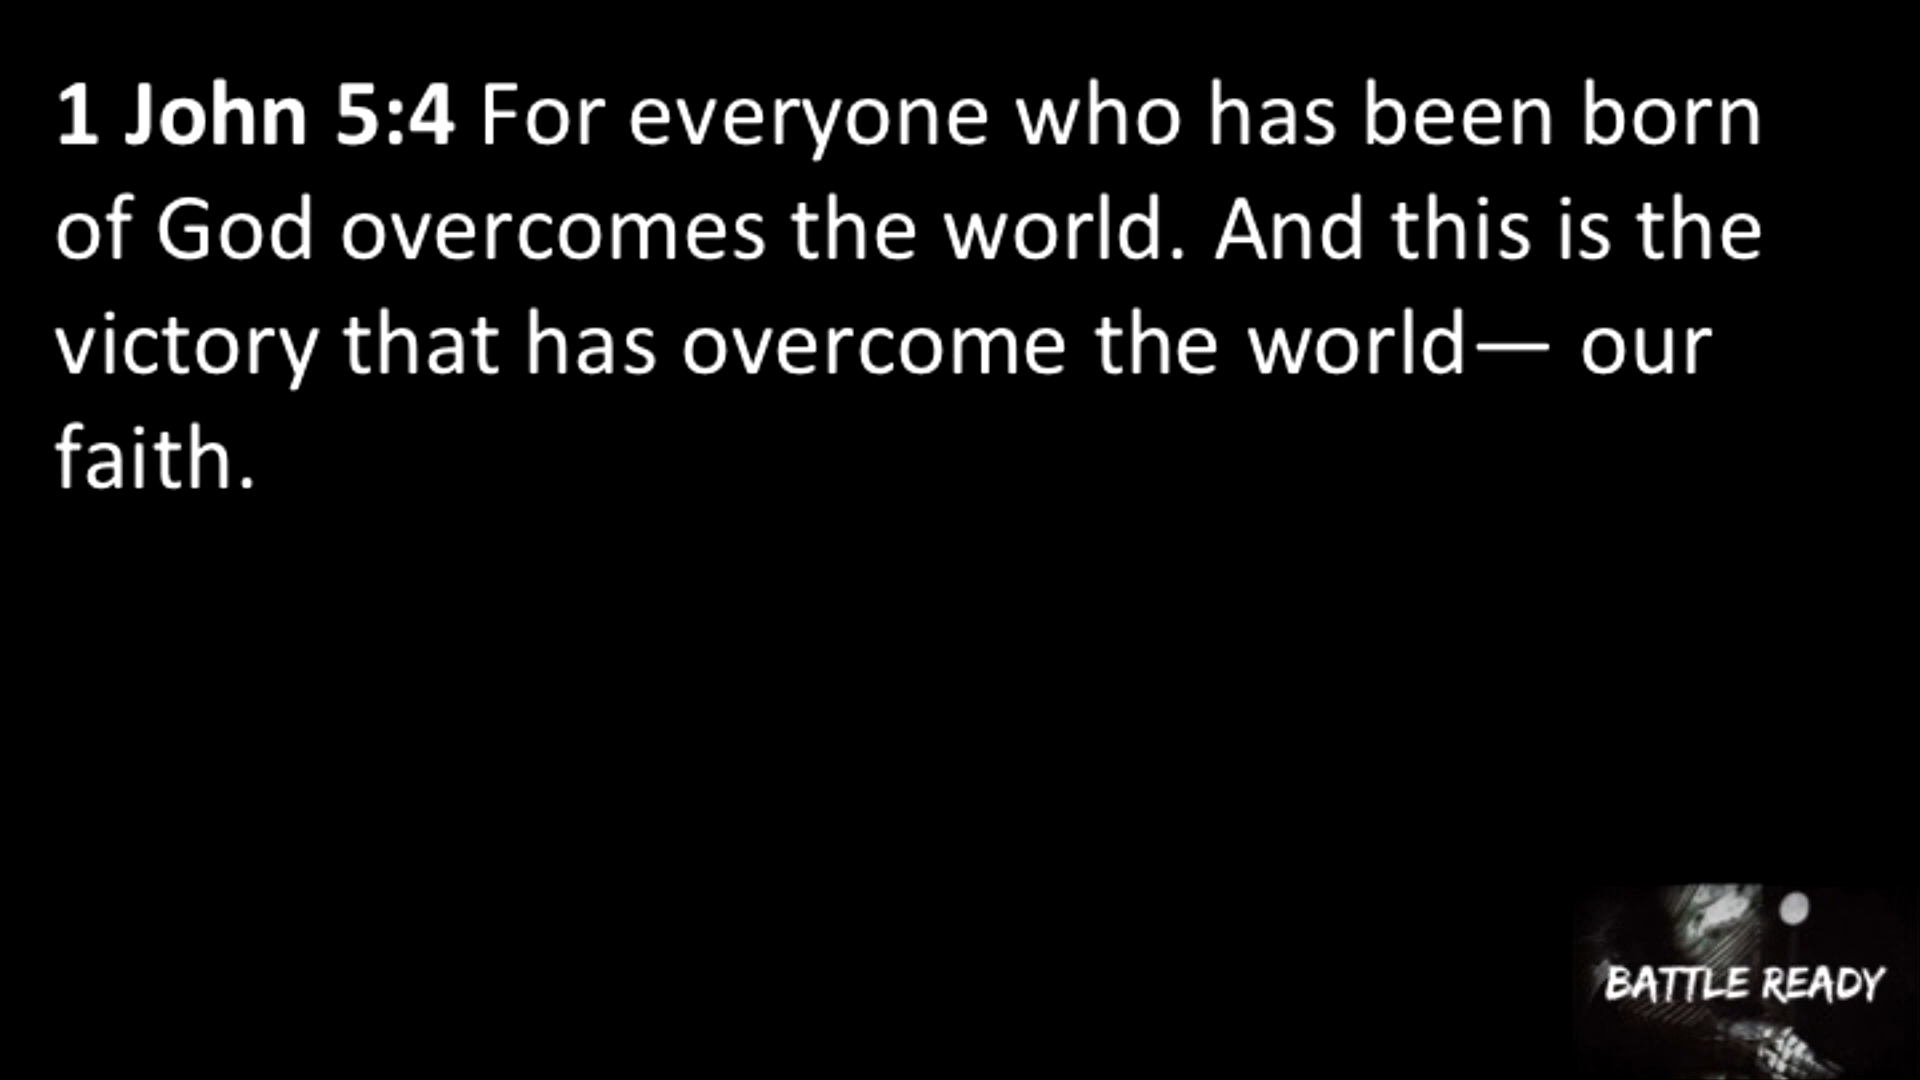 1 John 5:4 For everyone who has been born
of God overcomes the world. And this is the
victory that has overcome the world— our
faith.
BATTLE READY